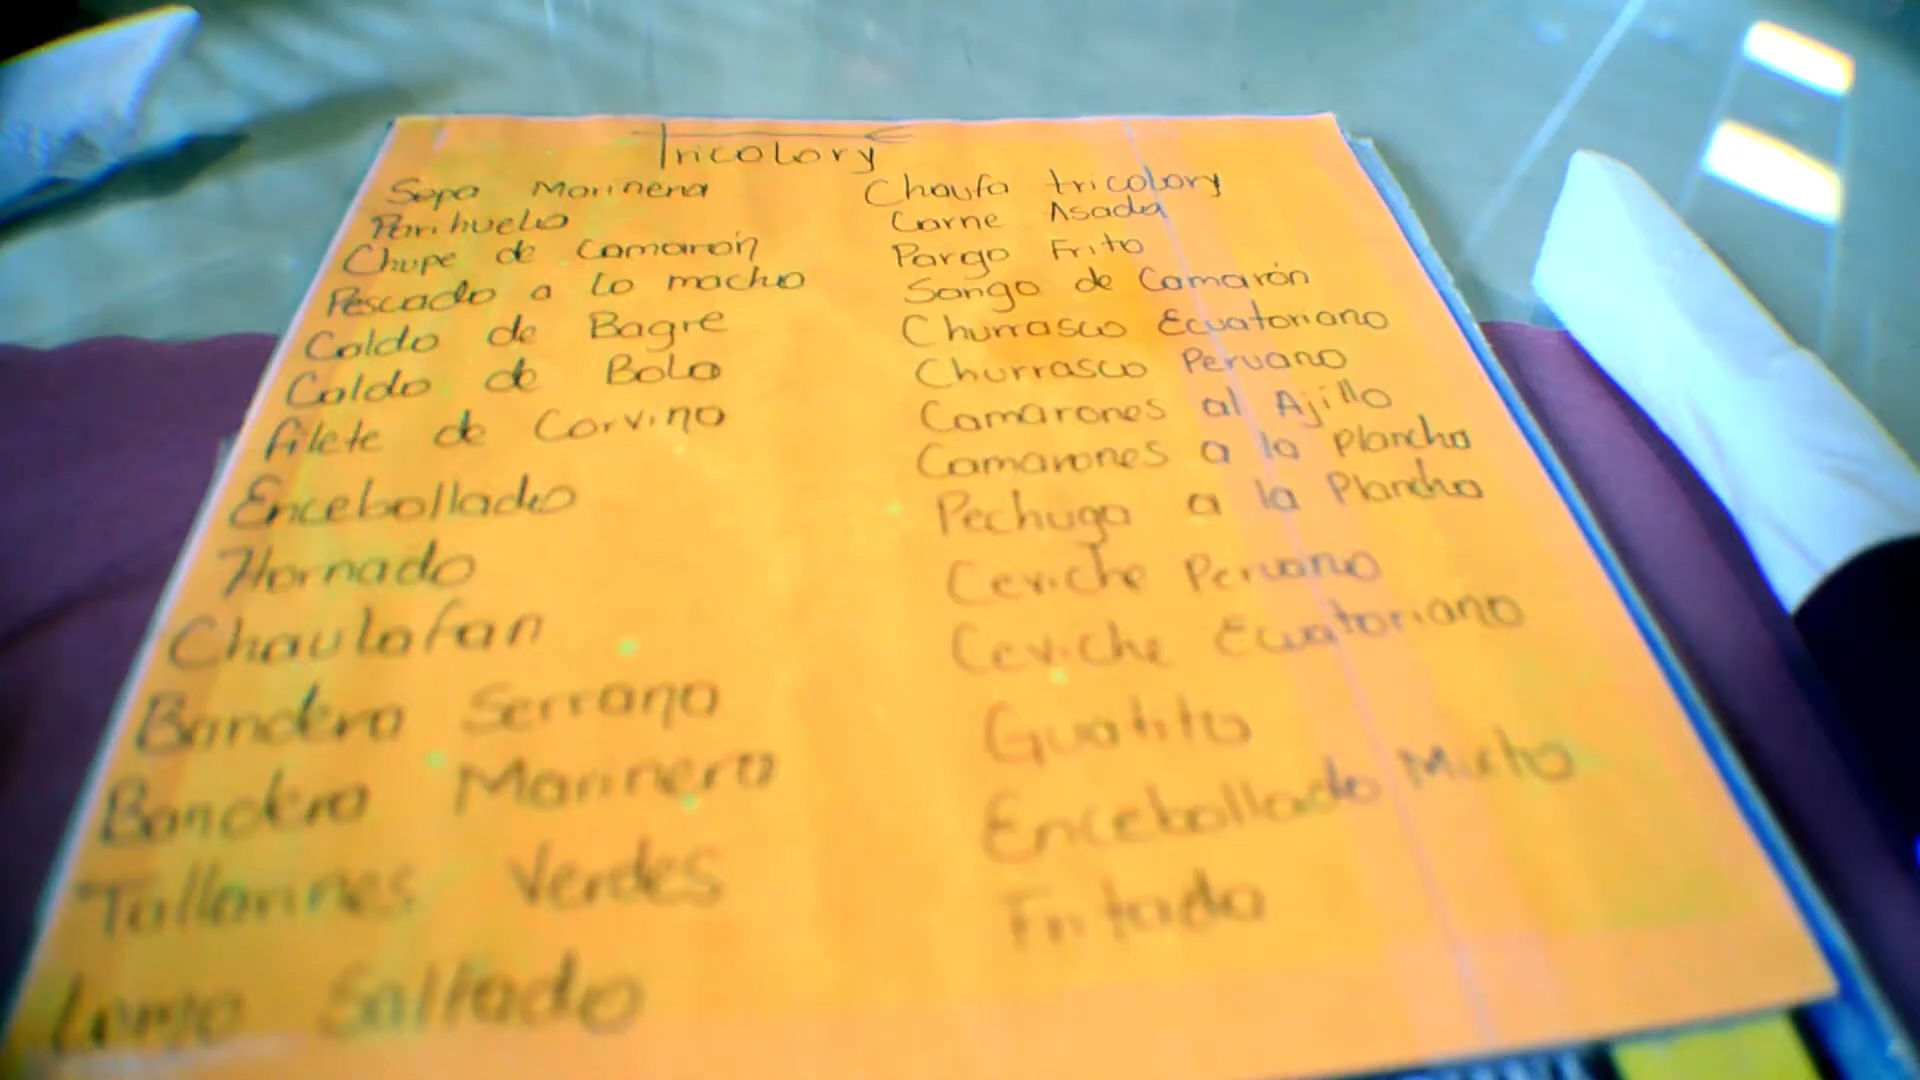 Tricolory
Sopa Marinera
Parihuela
Chupe de Camarón
Pescado a lo macho
Caldo de Bagre
Caldo de Bola
filete de Corvina
Encebollado
Hornado
Chaulafan
Bandera Serrana
Bandera Marinera
Tallarines Verdes
Lomo Saltado
Chaufa tricolory
Carne Asada
Pargo Frito
Sango de Camarón
Churrasco Ecuatoriano
Churrasco Peruano
Camarones al Ajillo
Camarones a la plancha
Pechuga a la Plancha
Ceviche Peruano
Ceviche Ecuatoriano
Guatita
Encebollado Mixto
Fritada